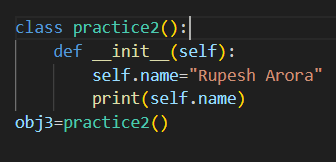 class practice2():
    def __init__(self):
        self.name="Rupesh Arora"
        print(self.name)
obj3=practice2()